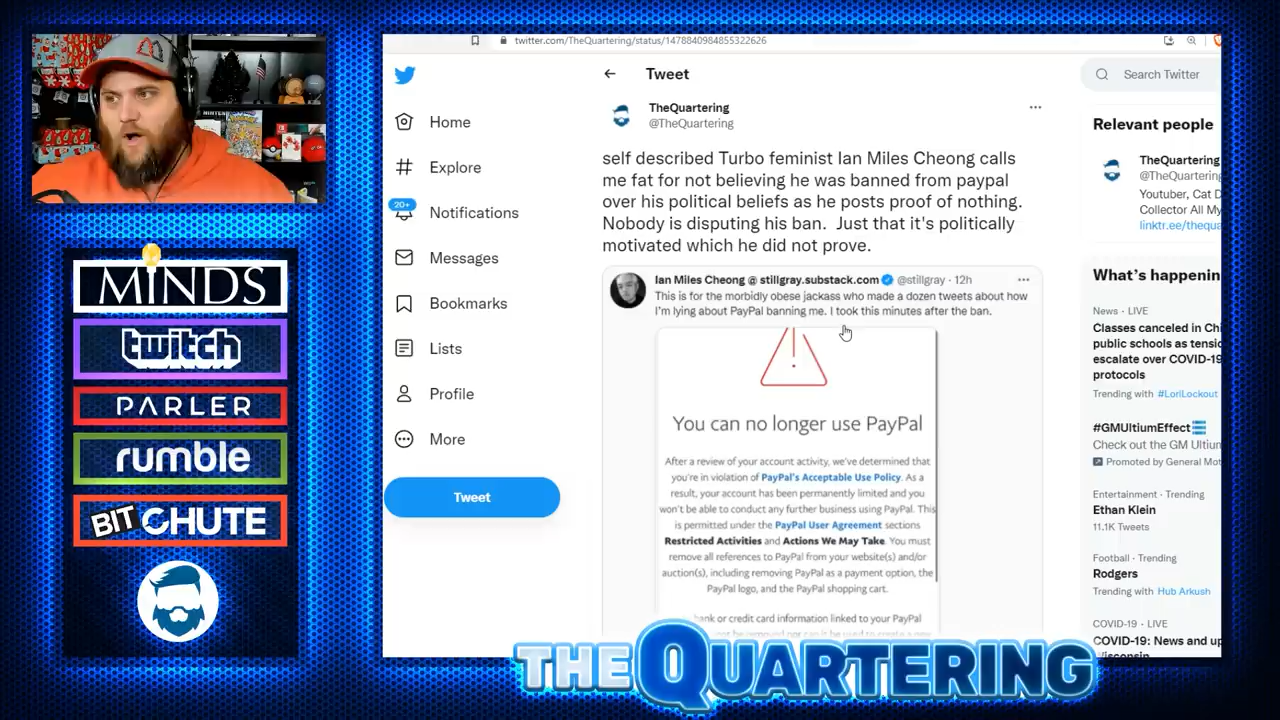 twitter.com/TheQuartering/status/1478840984855322626
Tweet
Search Twitter
TheQuartering
@TheQuartering
self described Turbo feminist Ian Miles Cheong calls
me fat for not believing he was banned from paypal
over his political beliefs as he posts proof of nothing.
Nobody is disputing his ban. Just that it's politically
motivated which he did not prove.
Ian Miles Cheong @ stillgray.substack.com @stillgray · 12h
This is for the morbidly obese jackass who made a dozen tweets about how
I'm lying about PayPal banning me. I took this minutes after the ban.
You can no longer use PayPal
After a review of your account activity, we've determined that
you're in violation of PayPal's Acceptable Use Policy. As a
result, your account has been permanently limited and you
won't be able to conduct any further business using PayPal. This
is permitted under the PayPal User Agreement sections
Restricted Activities and Actions We May Take. You must
remove all references to PayPal from your website(s) and/or
auction(s), including removing PayPal as a payment option, the
PayPal logo, and the PayPal shopping cart.
bank or credit card information linked to your PayPal
Home
Explore
20+
Notifications
Messages
Bookmarks
Lists
Profile
More
Tweet
Relevant people
TheQuartering
@TheQuartering
Youtuber, Cat D
Collector All My
linktr.ee/thequa
What's happenin
News · LIVE
Classes canceled in Chi
public schools as tensio
escalate over COVID-19
protocols
Trending with #LoriLockout
#GMUltiumEffect
Check out the GM Ultium
Promoted by General Mot
Entertainment · Trending
Ethan Klein
11.1K Tweets
Football · Trending
Rodgers
Trending with Hub Arkush
COVID-19 · LIVE
COVID-19: News and up
Wisconsin
MINDS
twitch
PARLER
rumble
BIT CHUTE
THE QUARTERING
NINTEN